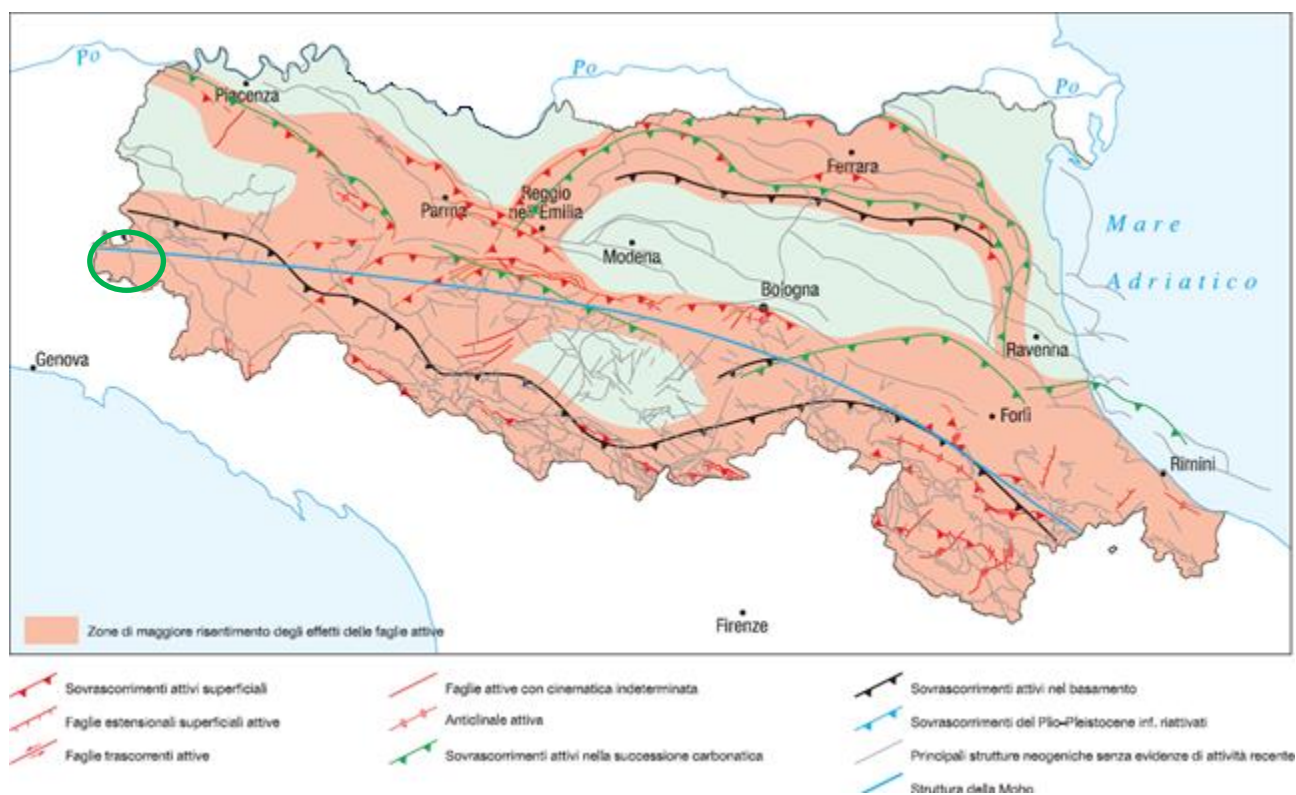 Po
Piacenza
Po
Po
Ferrara
Parma
Reggio
nell'Emilia
Modena
Mare
Adriatico
Bologna
Ravenna
Genova
Forlì
Rimini
Firenze
Zone di maggiore risentimento degli effetti delle faglie attive
Sovrascorrimenti attivi superficiali
Faglie attive con cinematica indeterminata
Sovrascorrimenti attivi nel basamento
Faglie estensionali superficiali attive
Anticlinale attiva
Sovrascorrimenti del Plio-Pleistocene inf. riattivati
Faglie trascorrenti attive
Sovrascorrimenti attivi nella successione carbonatica
Principali strutture neogeniche senza evidenze di attività recente
Struttura della Moho